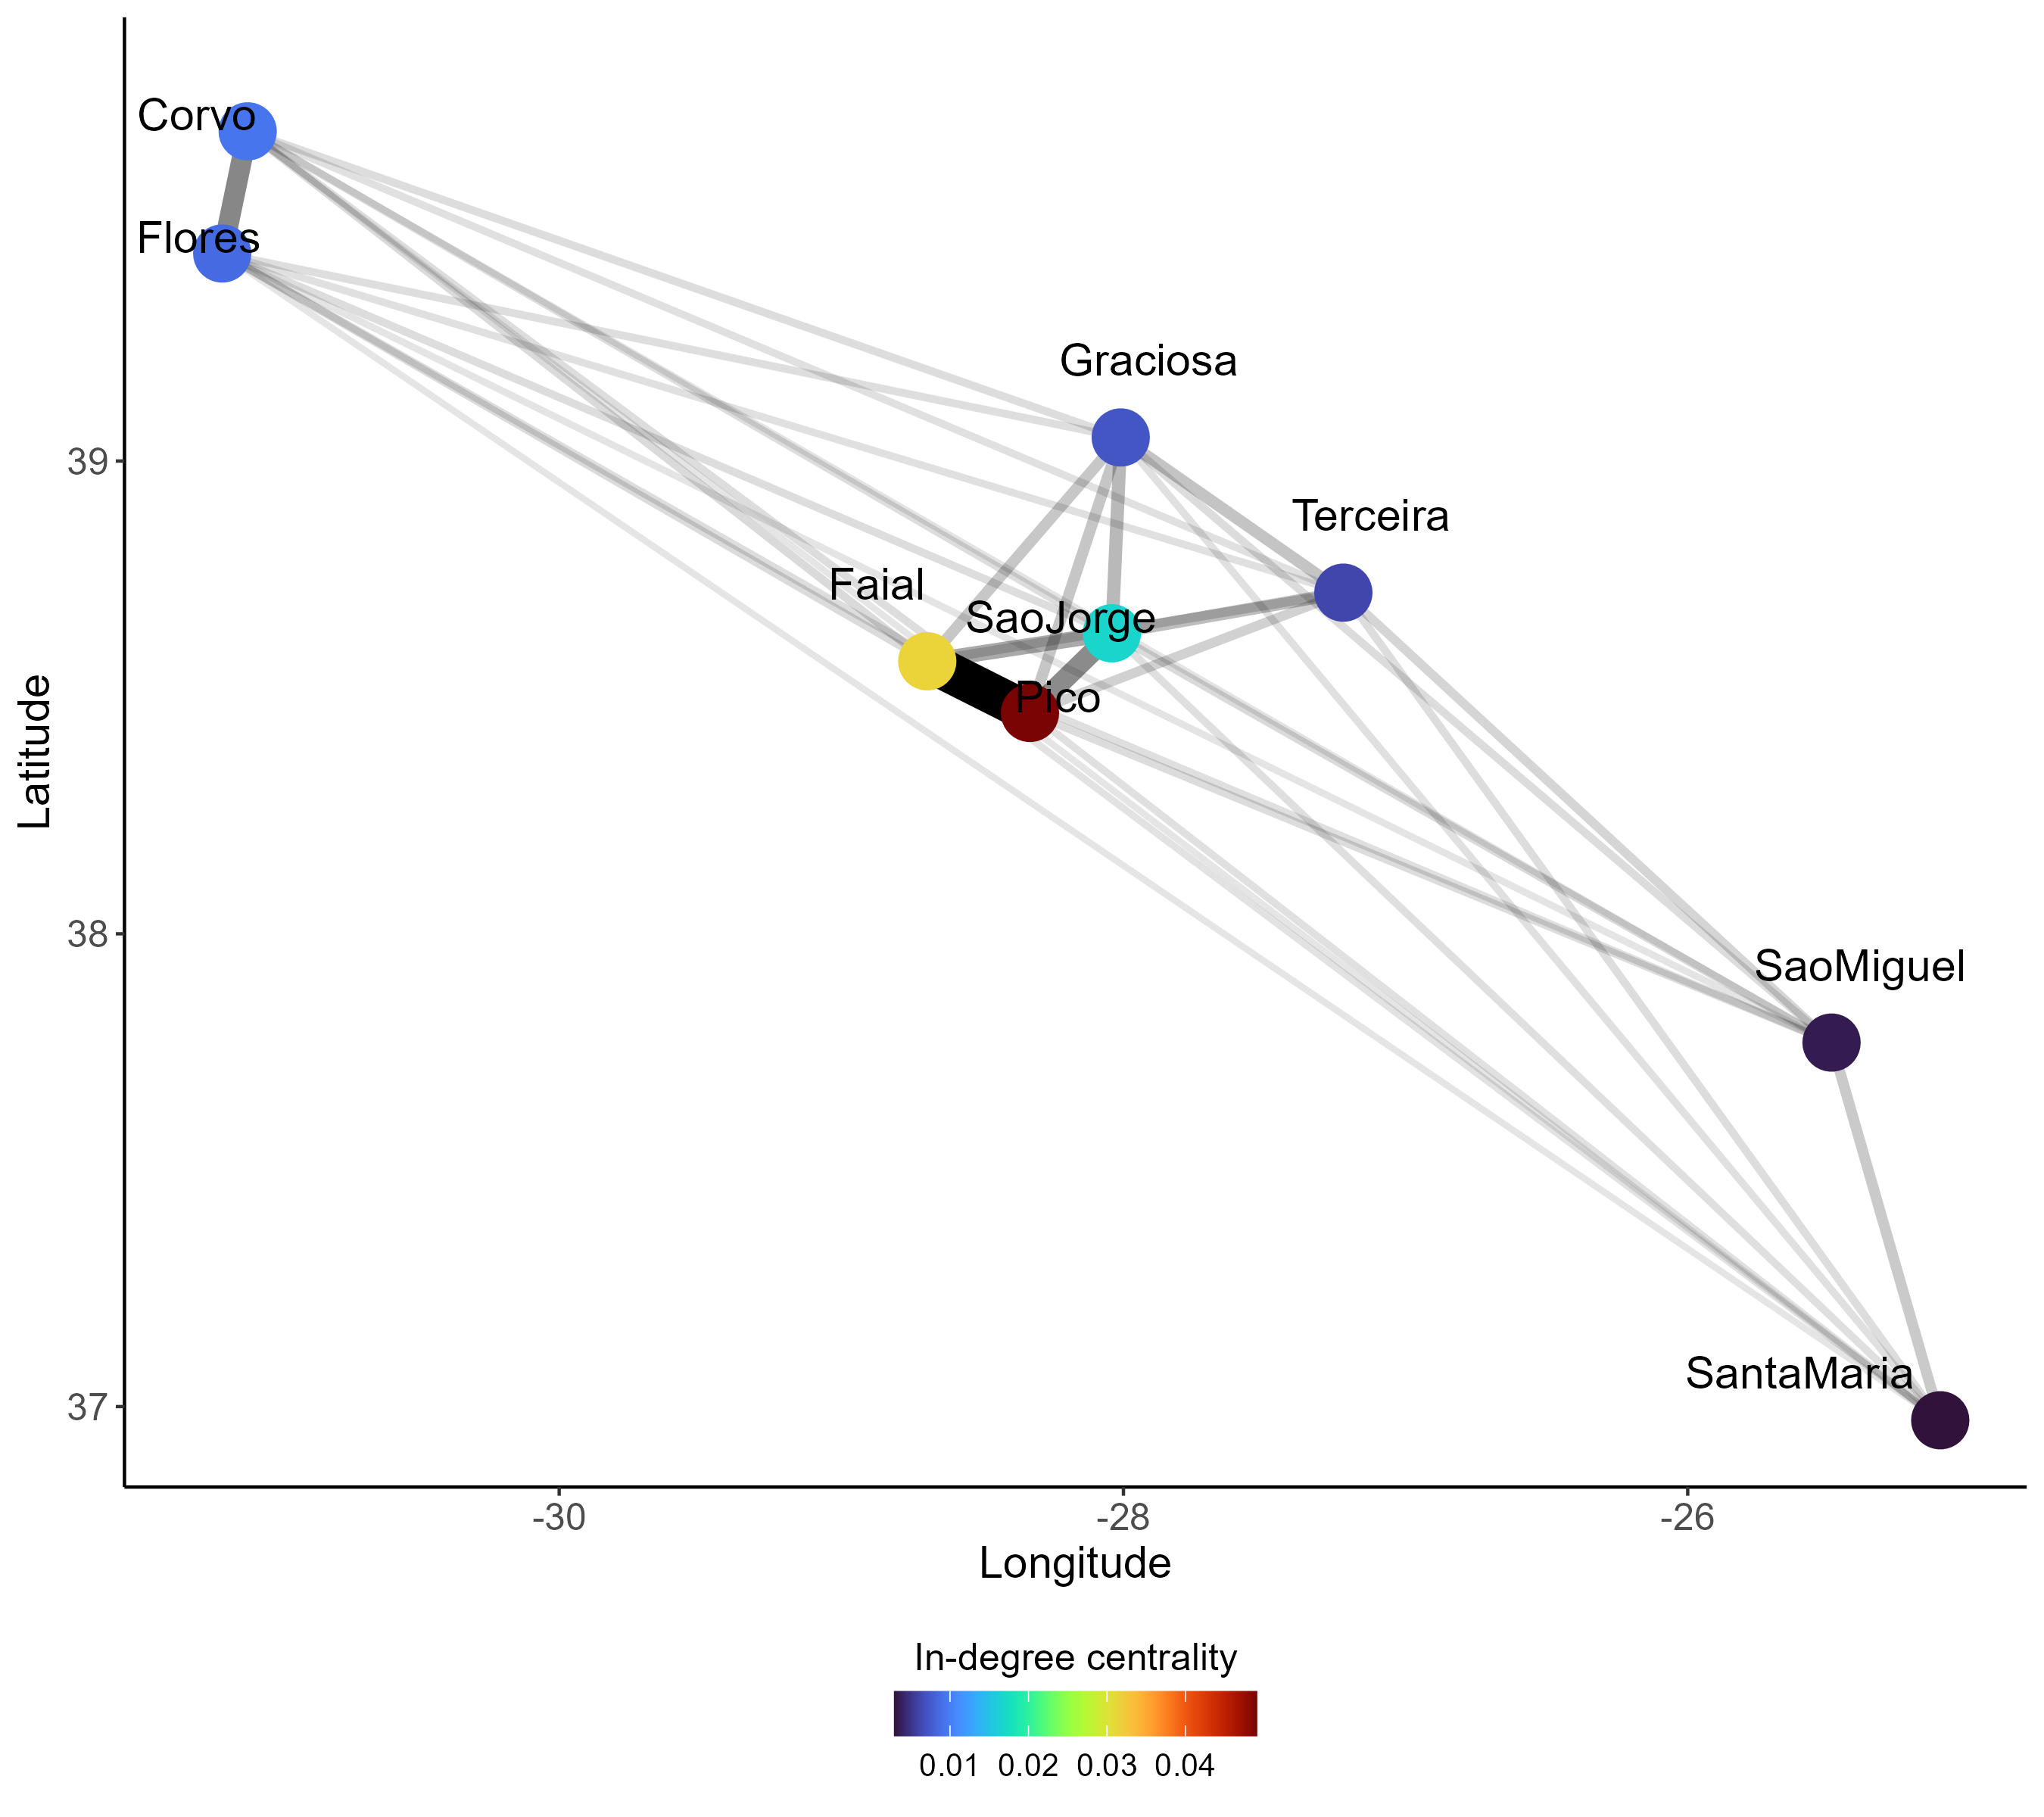 Corvo
Flores
Graciosa
Terceira
Faial
SaoJorge
Pico
SaoMiguel
SantaMaria
39
38
37
Latitude
-30 -28 -26
Longitude
In-degree centrality
0.01 0.02 0.03 0.04